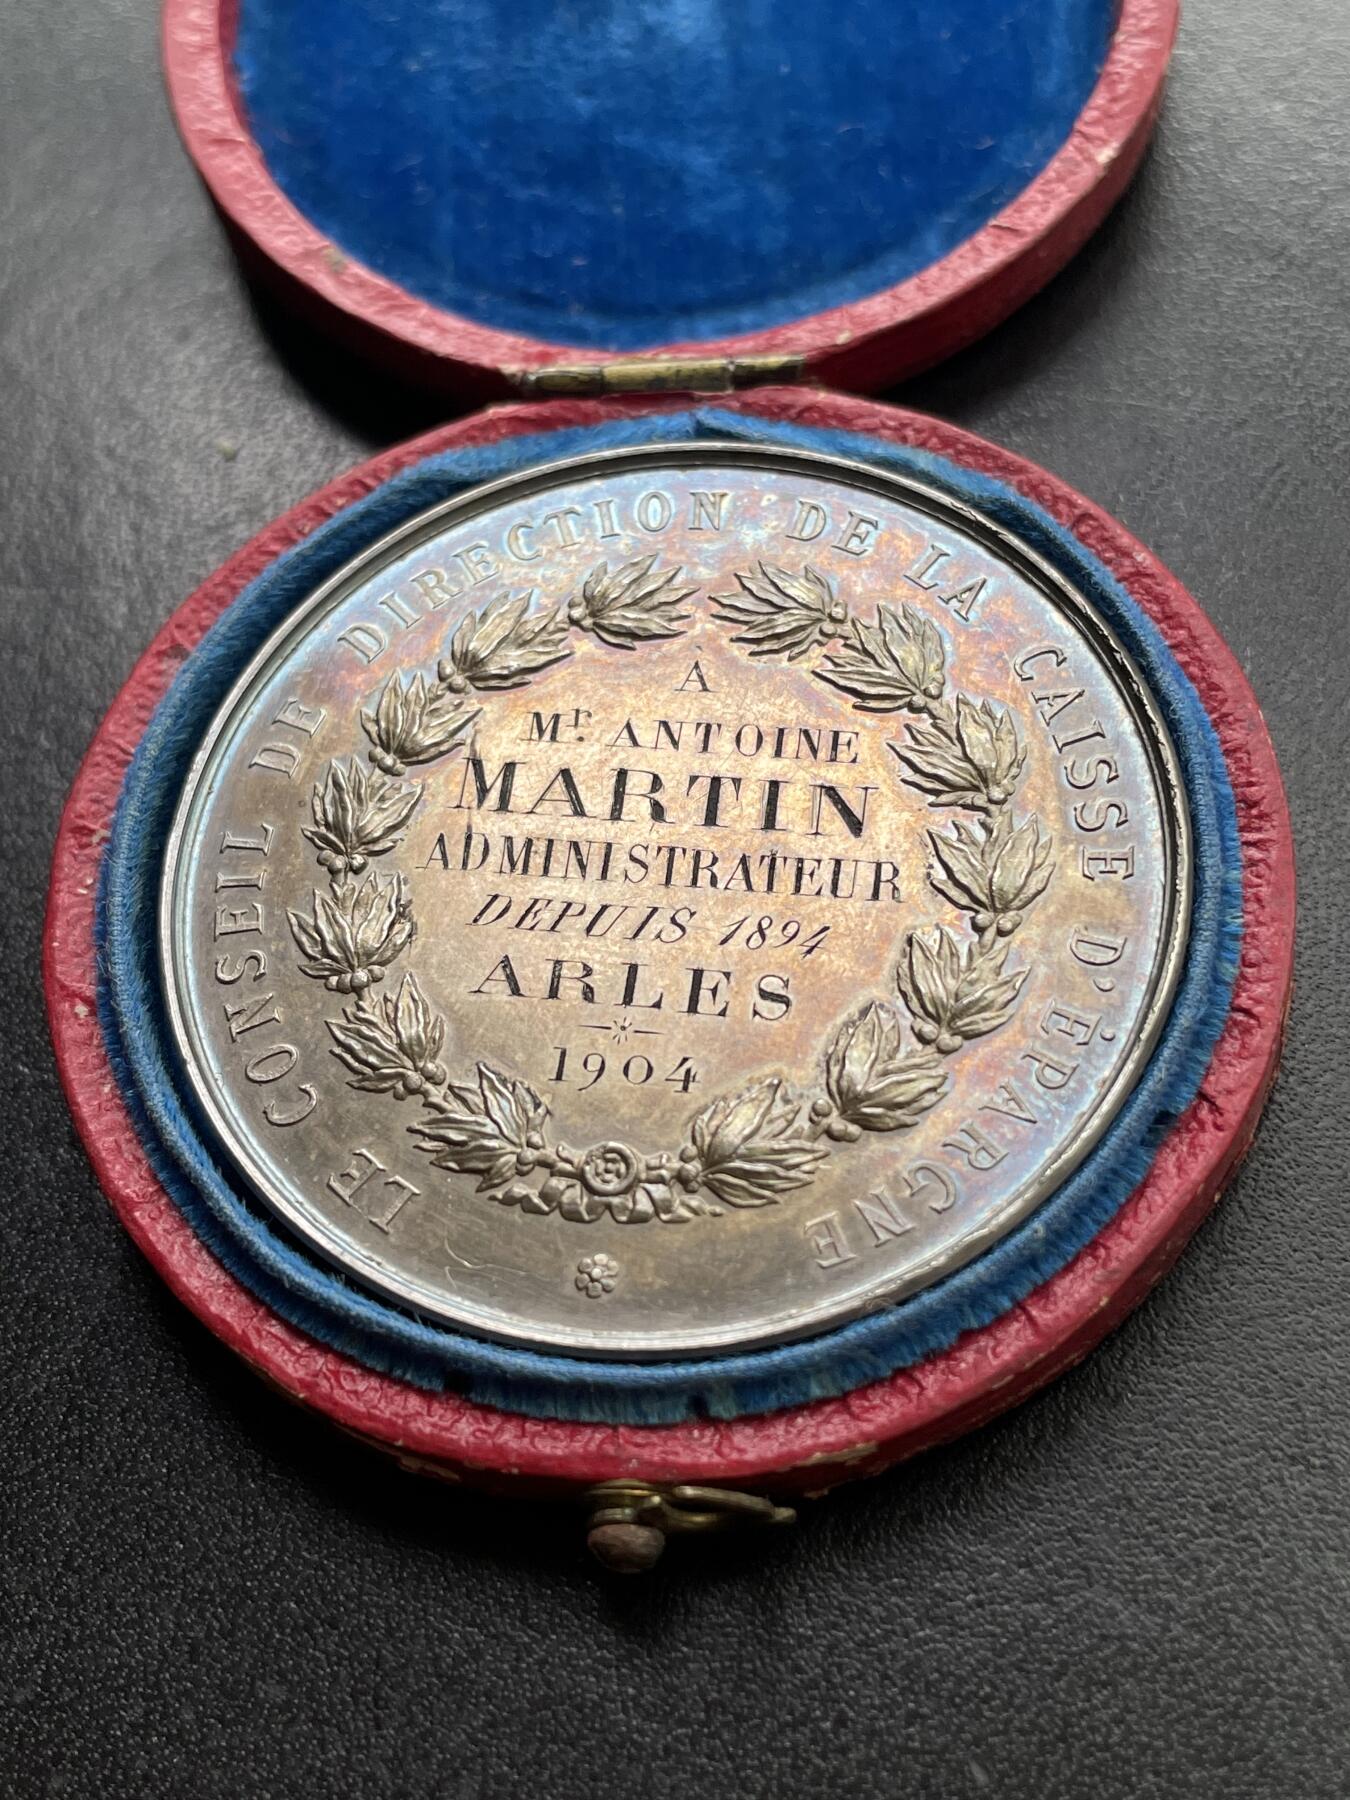 LE CONSEIL DE DIRECTION DE LA CAISSE D'ÉPARGNE
À
Mr. ANTOINE
MARTIN
ADMINISTRATEUR
DEPUIS 1894
ARLES
1904